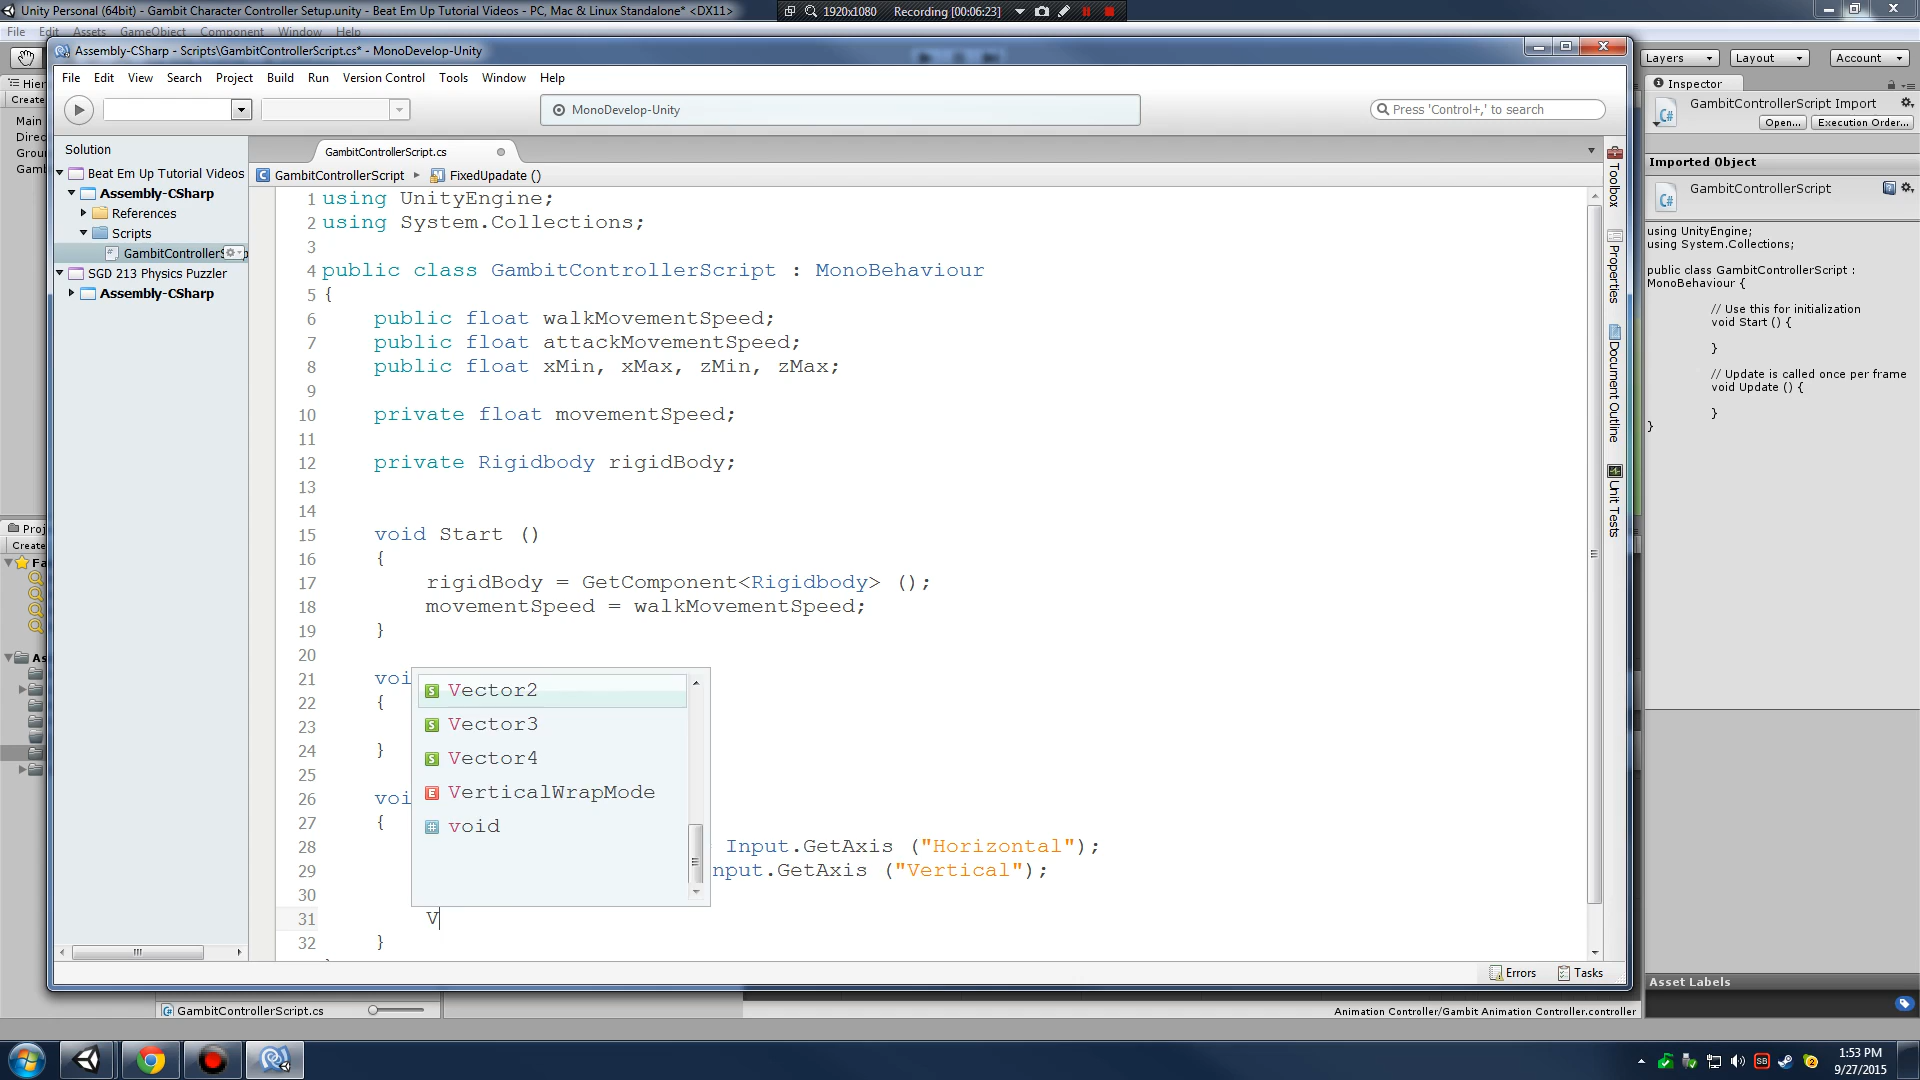 Unity Personal (64bit) - Gambit Character Controller Setup.unity - Beat Em Up Tutorial Videos - PC, Mac & Linux Standalone* <DX11>
1920x1080 Recording [00:06:23]
File Edit Assets GameObject Component Window Help
Assembly-CSharp - Scripts\GambitControllerScript.cs* - MonoDevelop-Unity
Layers Layout Account
File Edit View Search Project Build Run Version Control Tools Window Help
Inspector
Create
GambitControllerScript Import
MonoDevelop-Unity
Press 'Control+,' to search
Open... Execution Order...
Main
Solution
GambitControllerScript.cs
Imported Object
Beat Em Up Tutorial Videos
GambitControllerScript FixedUpadate ()
GambitControllerScript
Assembly-CSharp
References
Scripts
SGD 213 Physics Puzzler
Assembly-CSharp
1 using UnityEngine;
2 using System.Collections;
3
4 public class GambitControllerScript : MonoBehaviour
5 {
6 public float walkMovementSpeed;
7 public float attackMovementSpeed;
8 public float xMin, xMax, zMin, zMax;
9
10 private float movementSpeed;
11
12 private Rigidbody rigidBody;
13
14
15 void Start ()
16 {
17 rigidBody = GetComponent<Rigidbody> ();
18 movementSpeed = walkMovementSpeed;
19 }
20
21 voi
22 {
23
24 }
25
26 voi
27 {
28 Input.GetAxis ("Horizontal");
29 nput.GetAxis ("Vertical");
30
31 V
32 }
Vector2
Vector3
Vector4
VerticalWrapMode
void
Toolbox
Properties
Document Outline
Unit Tests
using UnityEngine;
using System.Collections;
public class GambitControllerScript :
MonoBehaviour {
// Use this for initialization
void Start () {
}
// Update is called once per frame
void Update () {
}
}
Create
Errors Tasks
Asset Labels
GambitControllerScript.cs
Animation Controller/Gambit Animation Controller.controller
1:53 PM
9/27/2015